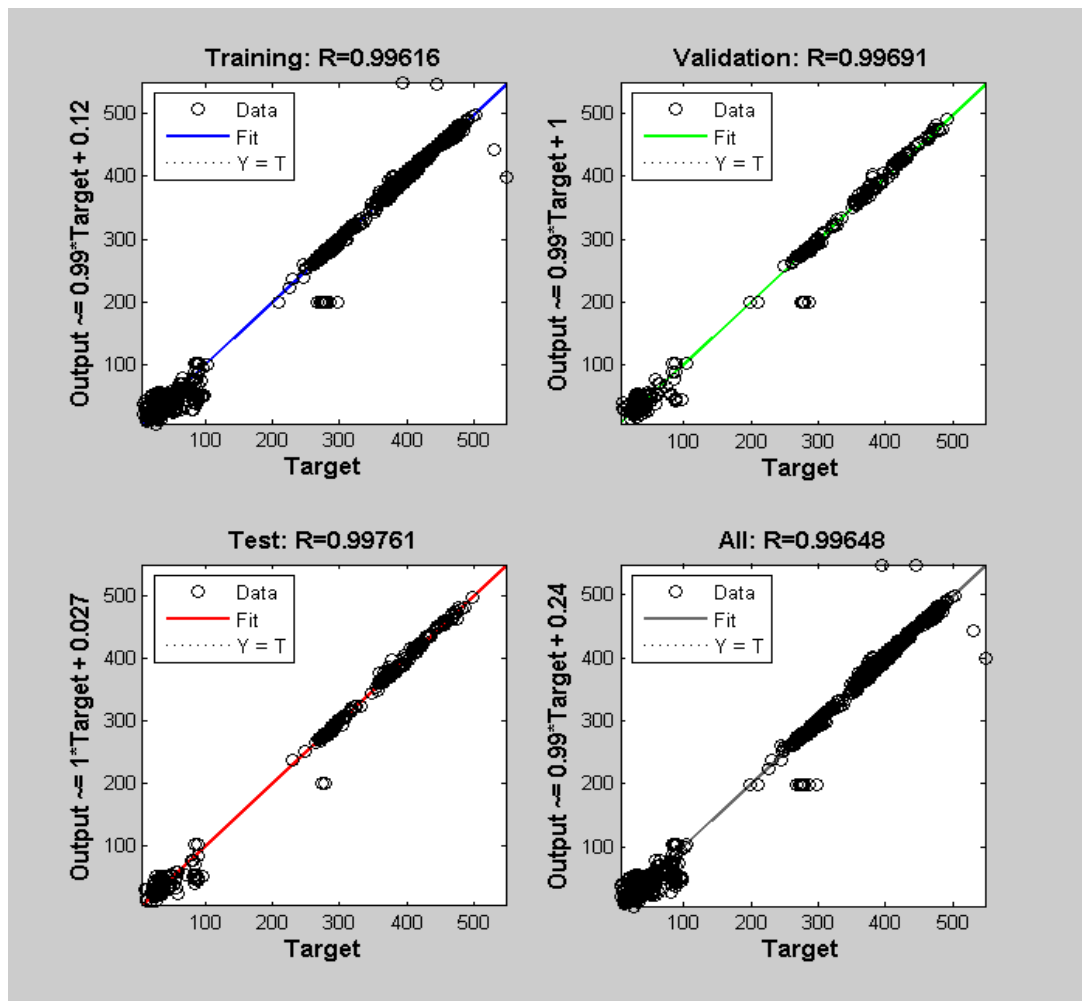 Training: R=0.99616
Output ~= 0.99*Target + 0.12
500
400
300
200
100
Data
Fit
Y = T
100 200 300 400 500
Target
Validation: R=0.99691
Output ~= 0.99*Target + 1
500
400
300
200
100
Data
Fit
Y = T
100 200 300 400 500
Target
Test: R=0.99761
Output ~= 1*Target + 0.027
500
400
300
200
100
Data
Fit
Y = T
100 200 300 400 500
Target
All: R=0.99648
Output ~= 0.99*Target + 0.24
500
400
300
200
100
Data
Fit
Y = T
100 200 300 400 500
Target